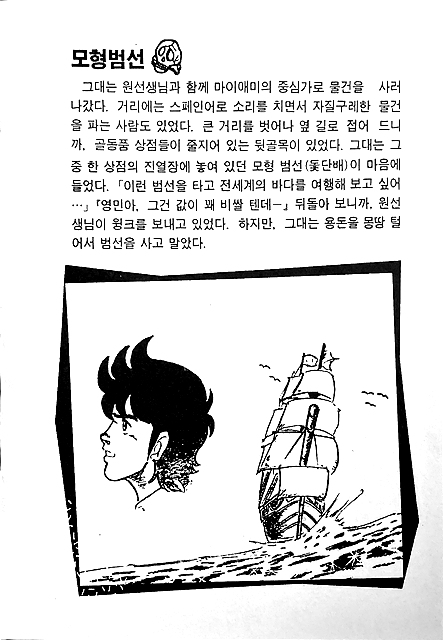 모형범선
그대는 원선생님과 함께 마이애미의 중심가로 물건을 사러
나갔다. 거리에는 스페인어로 소리를 치면서 자질구레한 물건
을 파는 사람도 있었다. 큰 거리를 벗어나 옆 길로 접어 드니
까, 골동품 상점들이 줄지어 있는 뒷골목이 있었다. 그대는 그
중 한 상점의 진열장에 놓여 있던 모형 범선(돛단배)이 마음에
들었다. 「이런 범선을 타고 전세계의 바다를 여행해 보고 싶어
…」「영민아, 그건 값이 꽤 비쌀 텐데—」 뒤돌아 보니까, 원선
생님이 윙크를 보내고 있었다. 하지만, 그대는 용돈을 몽땅 털
어서 범선을 사고 말았다.